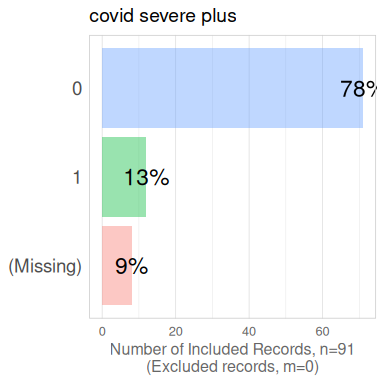 covid severe plus
0
78%
1
13%
(Missing)
9%
0 20 40 60
Number of Included Records, n=91
(Excluded records, m=0)